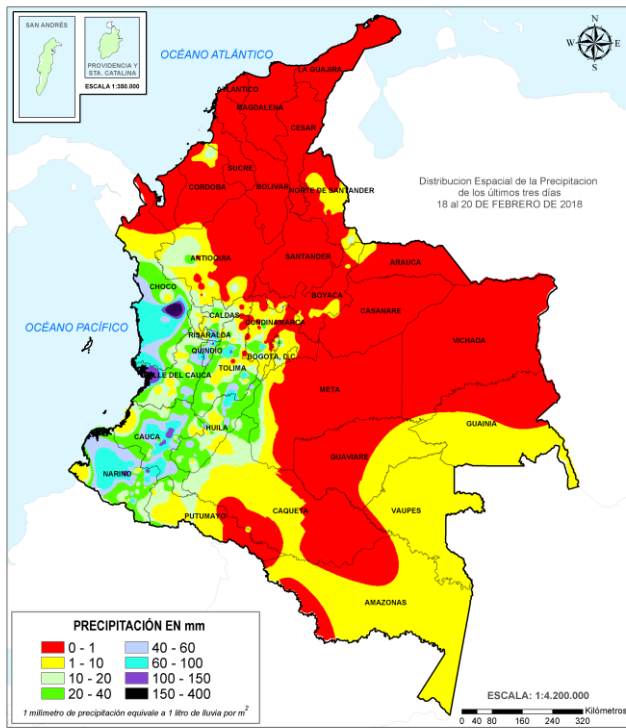 SAN ANDRÉS
PROVIDENCIA Y
STA. CATALINA
ESCALA 1:350.000
OCÉANO ATLÁNTICO
N
W
E
S
LA GUAJIRA
ATLANTICO
MAGDALENA
CESAR
SUCRE
CORDOBA
BOLIVAR
NORTE DE SANTANDER
Distribucion Espacial de la Precipitacion
de los últimos tres días
18 al 20 DE FEBRERO DE 2018
ANTIOQUIA
SANTANDER
ARAUCA
CHOCO
BOYACA
CASANARE
CALDAS
CUNDINAMARCA
OCÉANO PACÍFICO
RISARALDA
VICHADA
QUINDIO
BOGOTA, D.C.
TOLIMA
VALLE DEL CAUCA
META
GUAINIA
HUILA
CAUCA
GUAVIARE
NARIÑO
VAUPES
PUTUMAYO
CAQUETA
AMAZONAS
PRECIPITACIÓN EN mm
0 - 1
40 - 60
1 - 10
60 - 100
10 - 20
100 - 150
20 - 40
150 - 400
1 milímetro de precipitación equivale a 1 litro de lluvia por m²
ESCALA: 1:4.200.000
Kilómetros
0 40 80 160 240 320